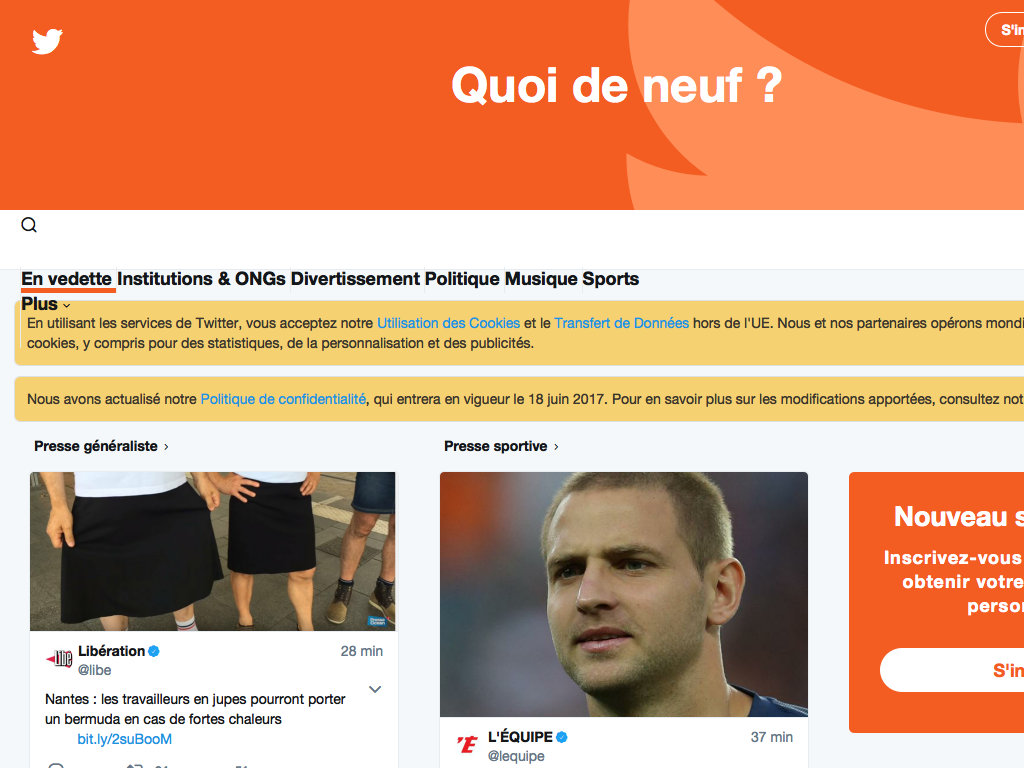 S'in
Quoi de neuf ?
En vedette Institutions & ONGs Divertissement Politique Musique Sports
Plus
En utilisant les services de Twitter, vous acceptez notre Utilisation des Cookies et le Transfert de Données hors de l'UE. Nous et nos partenaires opérons mondi
cookies, y compris pour des statistiques, de la personnalisation et des publicités.
Nous avons actualisé notre Politique de confidentialité, qui entrera en vigueur le 18 juin 2017. Pour en savoir plus sur les modifications apportées, consultez not
Presse généraliste ›
Libé
Libération
28 min
@libe
Nantes : les travailleurs en jupes pourront porter
un bermuda en cas de fortes chaleurs
bit.ly/2suBooM
Presse sportive ›
'E
L'ÉQUIPE
37 min
@lequipe
Nouveau s
Inscrivez-vous
obtenir votre
person
S'in